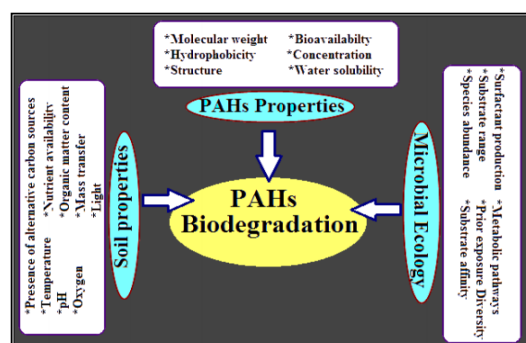 *Molecular weight *Bioavailabilty
*Hydrophobicity *Concentration
*Structure *Water solubility
PAHs Properties
*Presence of alternative carbon sources
*Temperature *Nutrient availability
*pH *Organic matter content
*Oxygen *Mass transfer
*Light
Soil properties
PAHs
Biodegradation
Microbial Ecology
*Surfactant production *Metabolic pathways
*Substrate range *Prior exposure Diversity
*Species abundance *Substrate affinity